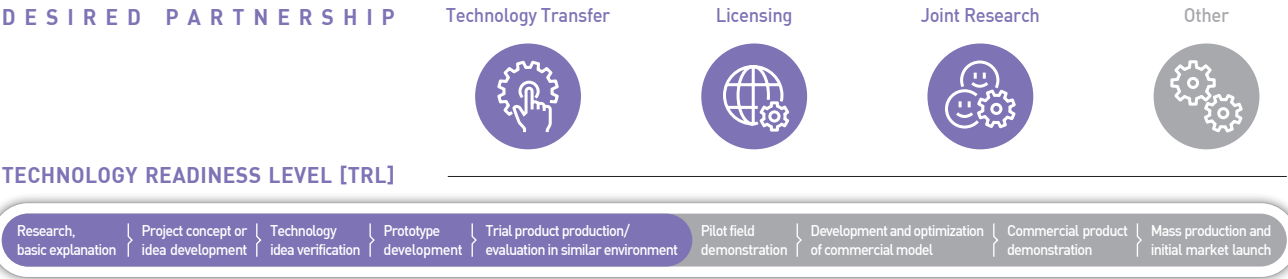 DESIRED PARTNERSHIP
Technology Transfer
Licensing
Joint Research
Other
TECHNOLOGY READINESS LEVEL [TRL]
Research,
basic explanation
Project concept or
idea development
Technology
idea verification
Prototype
development
Trial product production/
evaluation in similar environment
Pilot field
demonstration
Development and optimization
of commercial model
Commercial product
demonstration
Mass production and
initial market launch